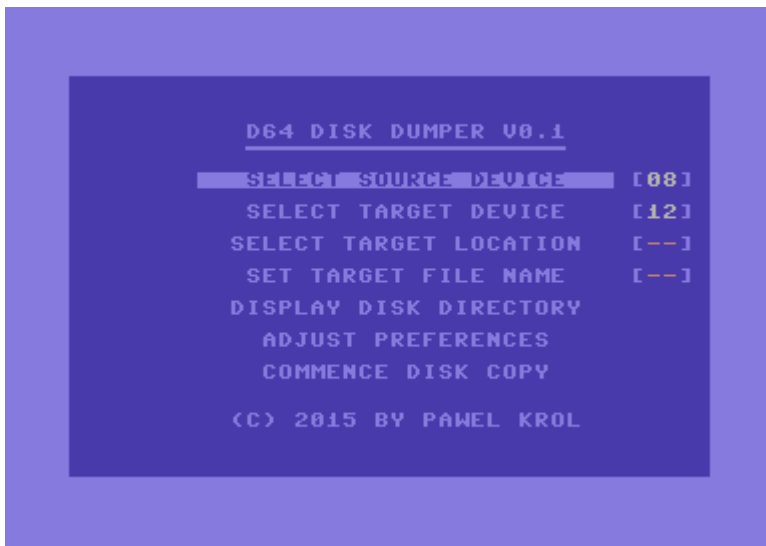 D64 DISK DUMPER V0.1
SELECT SOURCE DEVICE [08]
SELECT TARGET DEVICE [12]
SELECT TARGET LOCATION [--]
SET TARGET FILE NAME [--]
DISPLAY DISK DIRECTORY
ADJUST PREFERENCES
COMMENCE DISK COPY
(C) 2015 BY PAWEL KROL